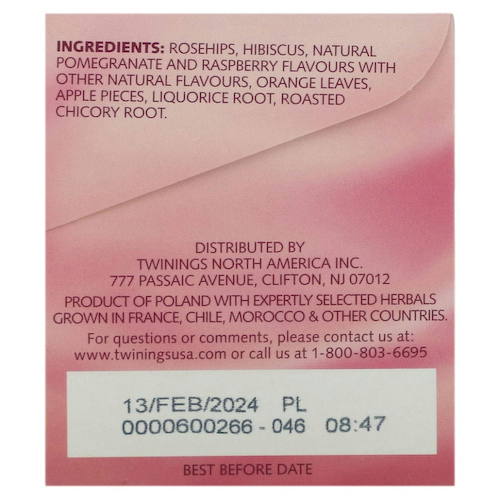 INGREDIENTS: ROSEHIPS, HIBISCUS, NATURAL
POMEGRANATE AND RASPBERRY FLAVOURS WITH
OTHER NATURAL FLAVOURS, ORANGE LEAVES,
APPLE PIECES, LIQUORICE ROOT, ROASTED
CHICORY ROOT.
DISTRIBUTED BY
TWININGS NORTH AMERICA INC.
777 PASSAIC AVENUE, CLIFTON, NJ 07012
PRODUCT OF POLAND WITH EXPERTLY SELECTED HERBALS
GROWN IN FRANCE, CHILE, MOROCCO & OTHER COUNTRIES.
For questions or comments, please contact us at:
www.twiningsusa.com or call us at 1-800-803-6695
13/FEB/2024 PL
0000600266 - 046 08:47
BEST BEFORE DATE